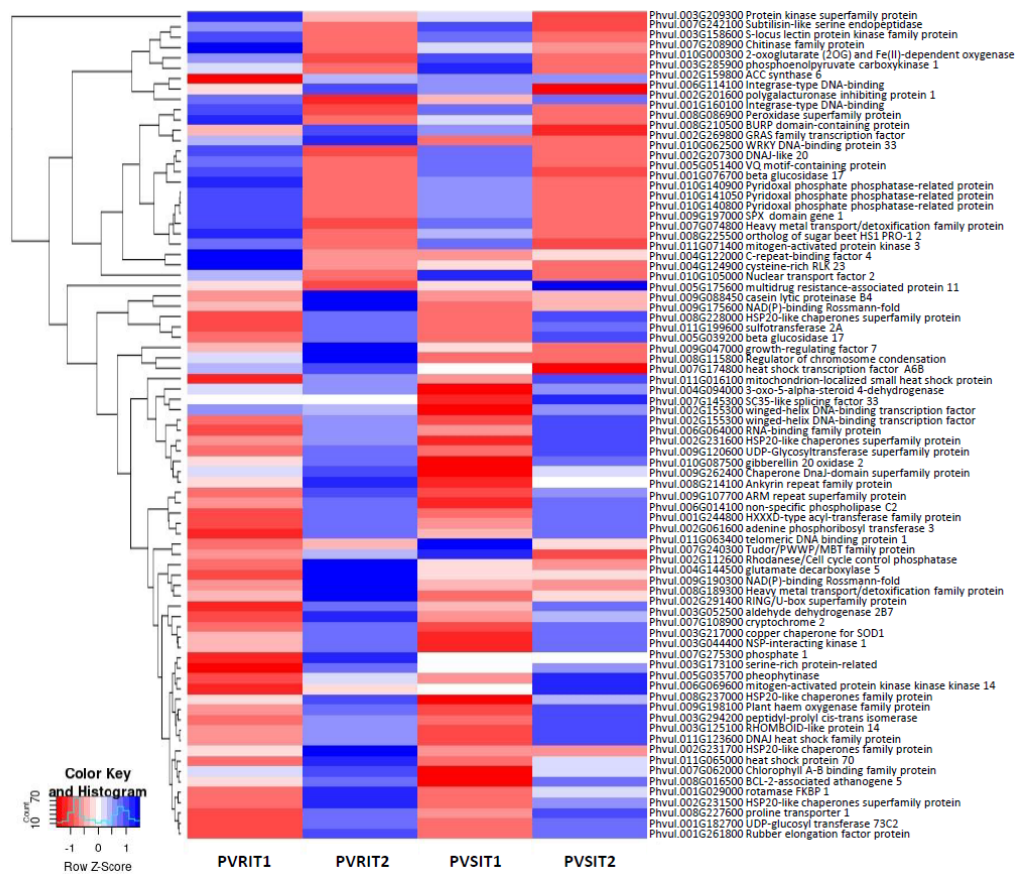 Phvul.003G209300 Protein kinase superfamily protein
Phvul.007G242100 Subtilisin-like serine endopeptidase
Phvul.003G158600 S-locus lectin protein kinase family protein
Phvul.007G208900 Chitinase family protein
Phvul.010G000300 2-oxoglutarate (2OG) and Fe(II)-dependent oxygenase
Phvul.003G285900 phosphoenolpyruvate carboxykinase 1
Phvul.002G159800 ACC synthase 6
Phvul.006G114100 Integrase-type DNA-binding
Phvul.002G201600 polygalacturonase inhibiting protein 1
Phvul.001G160100 Integrase-type DNA-binding
Phvul.008G086900 Peroxidase superfamily protein
Phvul.008G210500 BURP domain-containing protein
Phvul.002G269800 GRAS family transcription factor
Phvul.010G062500 WRKY DNA-binding protein 33
Phvul.002G207300 DNAJ-like 20
Phvul.005G051400 VQ motif-containing protein
Phvul.001G076700 beta glucosidase 17
Phvul.010G140900 Pyridoxal phosphate phosphatase-related protein
Phvul.010G141050 Pyridoxal phosphate phosphatase-related protein
Phvul.010G140800 Pyridoxal phosphate phosphatase-related protein
Phvul.009G197000 SPX domain gene 1
Phvul.007G074800 Heavy metal transport/detoxification family protein
Phvul.008G225500 ortholog of sugar beet HS1 PRO-1 2
Phvul.011G071400 mitogen-activated protein kinase 3
Phvul.004G122000 C-repeat-binding factor 4
Phvul.004G124900 cysteine-rich RLK 23
Phvul.010G105000 Nuclear transport factor 2
Phvul.005G175600 multidrug resistance-associated protein 11
Phvul.009G088450 casein lytic proteinase B4
Phvul.009G175600 NAD(P)-binding Rossmann-fold
Phvul.008G228000 HSP20-like chaperones superfamily protein
Phvul.011G199600 sulfotransferase 2A
Phvul.005G039200 beta glucosidase 17
Phvul.009G047000 growth-regulating factor 7
Phvul.008G115800 Regulator of chromosome condensation
Phvul.007G174800 heat shock transcription factor A6B
Phvul.011G016100 mitochondrion-localized small heat shock protein
Phvul.004G094000 3-oxo-5-alpha-steroid 4-dehydrogenase
Phvul.007G145300 SC35-like splicing factor 33
Phvul.002G155300 winged-helix DNA-binding transcription factor
Phvul.002G155300 winged-helix DNA-binding transcription factor
Phvul.006G064000 RNA-binding family protein
Phvul.002G231600 HSP20-like chaperones superfamily protein
Phvul.009G120600 UDP-Glycosyltransferase superfamily protein
Phvul.010G087500 gibberellin 20 oxidase 2
Phvul.009G262400 Chaperone DnaJ-domain superfamily protein
Phvul.008G214100 Ankyrin repeat family protein
Phvul.009G107700 ARM repeat superfamily protein
Phvul.006G014100 non-specific phospholipase C2
Phvul.001G244800 HXXXD-type acyl-transferase family protein
Phvul.002G061600 adenine phosphoribosyl transferase 3
Phvul.011G063400 telomeric DNA binding protein 1
Phvul.007G240300 Tudor/PWWP/MBT family protein
Phvul.002G112600 Rhodanese/Cell cycle control phosphatase
Phvul.004G144500 glutamate decarboxylase 5
Phvul.009G190300 NAD(P)-binding Rossmann-fold
Phvul.008G189300 Heavy metal transport/detoxification family protein
Phvul.002G291400 RING/U-box superfamily protein
Phvul.003G052500 aldehyde dehydrogenase 2B7
Phvul.007G108900 cryptochrome 2
Phvul.003G217000 copper chaperone for SOD1
Phvul.003G044400 NSP-interacting kinase 1
Phvul.007G275300 phosphate 1
Phvul.003G173100 serine-rich protein-related
Phvul.005G035700 pheophytinase
Phvul.006G069600 mitogen-activated protein kinase kinase kinase 14
Phvul.008G237000 HSP20-like chaperones family protein
Phvul.009G198100 Plant haem oxygenase family protein
Phvul.003G294200 peptidyl-prolyl cis-trans isomerase
Phvul.003G125100 RHOMBOID-like protein 14
Phvul.011G123600 DNAJ heat shock family protein
Phvul.002G231700 HSP20-like chaperones family protein
Phvul.011G065000 heat shock protein 70
Phvul.007G062000 Chlorophyll A-B binding family protein
Phvul.008G016500 BCL-2-associated athanogene 5
Phvul.001G029000 rotamase FKBP 1
Phvul.002G231500 HSP20-like chaperones superfamily protein
Phvul.008G227600 proline transporter 1
Phvul.001G182700 UDP-glucosyl transferase 73C2
Phvul.001G261800 Rubber elongation factor protein
Color Key
and Histogram
Count
10 70
-1 0 1
Row Z-Score
PVRIT1 PVRIT2 PVSIT1 PVSIT2